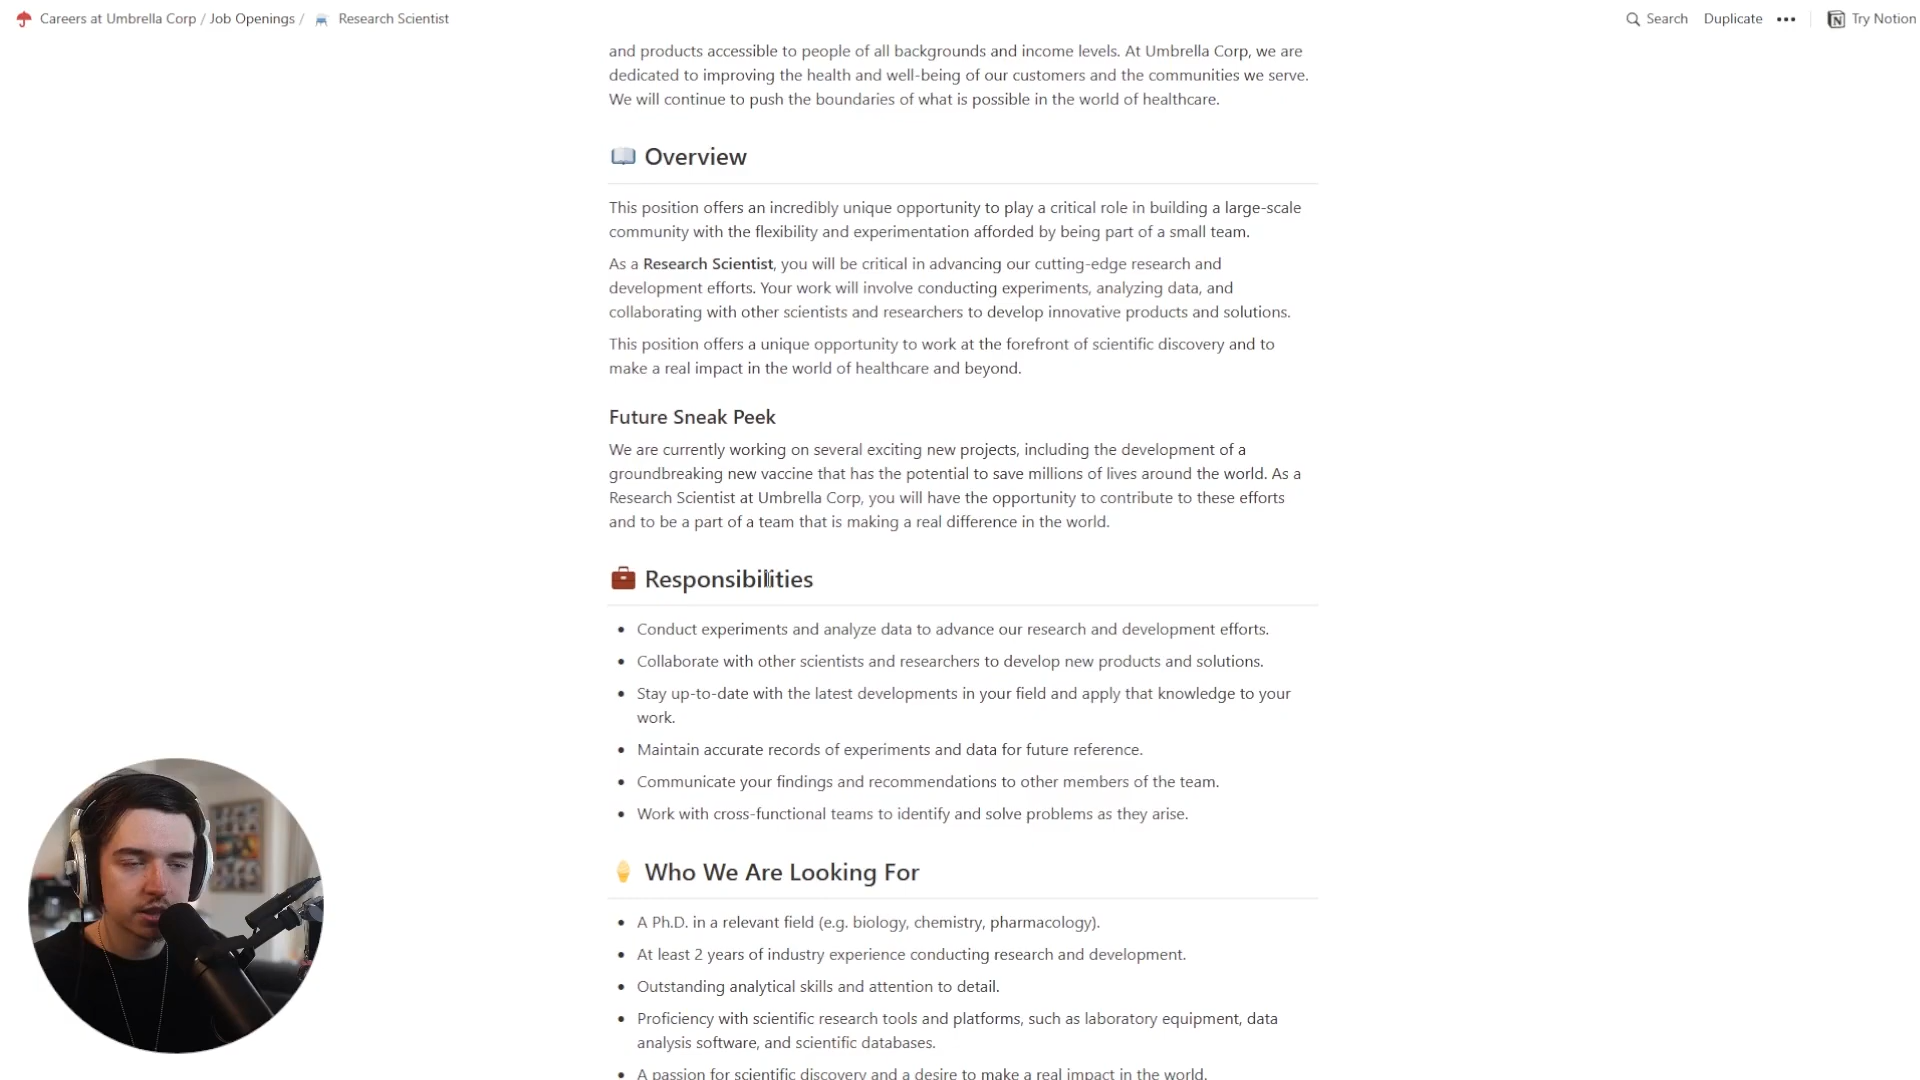 Careers at Umbrella Corp / Job Openings / Research Scientist
Search Duplicate ••• Try Notion
and products accessible to people of all backgrounds and income levels. At Umbrella Corp, we are
dedicated to improving the health and well-being of our customers and the communities we serve.
We will continue to push the boundaries of what is possible in the world of healthcare.
Overview
This position offers an incredibly unique opportunity to play a critical role in building a large-scale
community with the flexibility and experimentation afforded by being part of a small team.
As a Research Scientist, you will be critical in advancing our cutting-edge research and
development efforts. Your work will involve conducting experiments, analyzing data, and
collaborating with other scientists and researchers to develop innovative products and solutions.
This position offers a unique opportunity to work at the forefront of scientific discovery and to
make a real impact in the world of healthcare and beyond.
Future Sneak Peek
We are currently working on several exciting new projects, including the development of a
groundbreaking new vaccine that has the potential to save millions of lives around the world. As a
Research Scientist at Umbrella Corp, you will have the opportunity to contribute to these efforts
and to be a part of a team that is making a real difference in the world.
Responsibilities
• Conduct experiments and analyze data to advance our research and development efforts.
• Collaborate with other scientists and researchers to develop new products and solutions.
• Stay up-to-date with the latest developments in your field and apply that knowledge to your
work.
• Maintain accurate records of experiments and data for future reference.
• Communicate your findings and recommendations to other members of the team.
• Work with cross-functional teams to identify and solve problems as they arise.
Who We Are Looking For
• A Ph.D. in a relevant field (e.g. biology, chemistry, pharmacology).
• At least 2 years of industry experience conducting research and development.
• Outstanding analytical skills and attention to detail.
• Proficiency with scientific research tools and platforms, such as laboratory equipment, data
analysis software, and scientific databases.
• A passion for scientific discovery and a desire to make a real impact in the world.